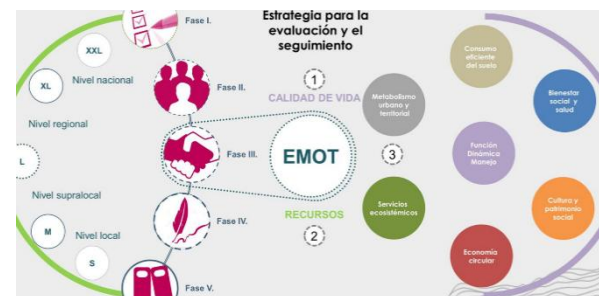 Fase I.
Estrategia para la
evaluación y el
seguimiento
XXL
Nivel nacional
XL
Fase II.
1
CALIDAD DE VIDA
Nivel regional
L
Fase III.
EMOT
Nivel supralocal
RECURSOS
2
M
Nivel local
Fase IV.
S
Fase V.
Metabolismo
urbano y
territorial
3
Servicios
ecosistémicos
Consumo
eficiente
del suelo
Bienestar
social y
salud
Función
Dinámica
Manejo
Cultura y
patrimonio
social
Economía
circular